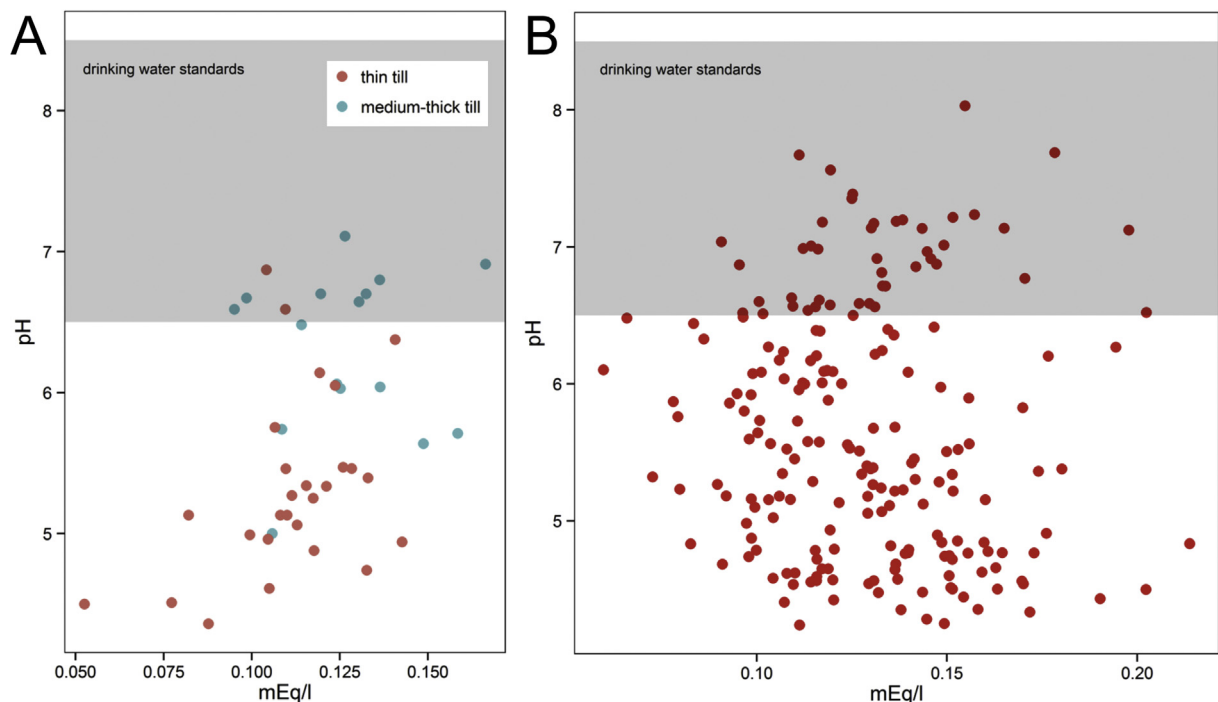 A
drinking water standards
thin till
medium-thick till
8
7
6
5
pH
0.050
0.075
0.100
0.125
0.150
mEq/l
B
drinking water standards
8
7
6
5
pH
0.10
0.15
0.20
mEq/l